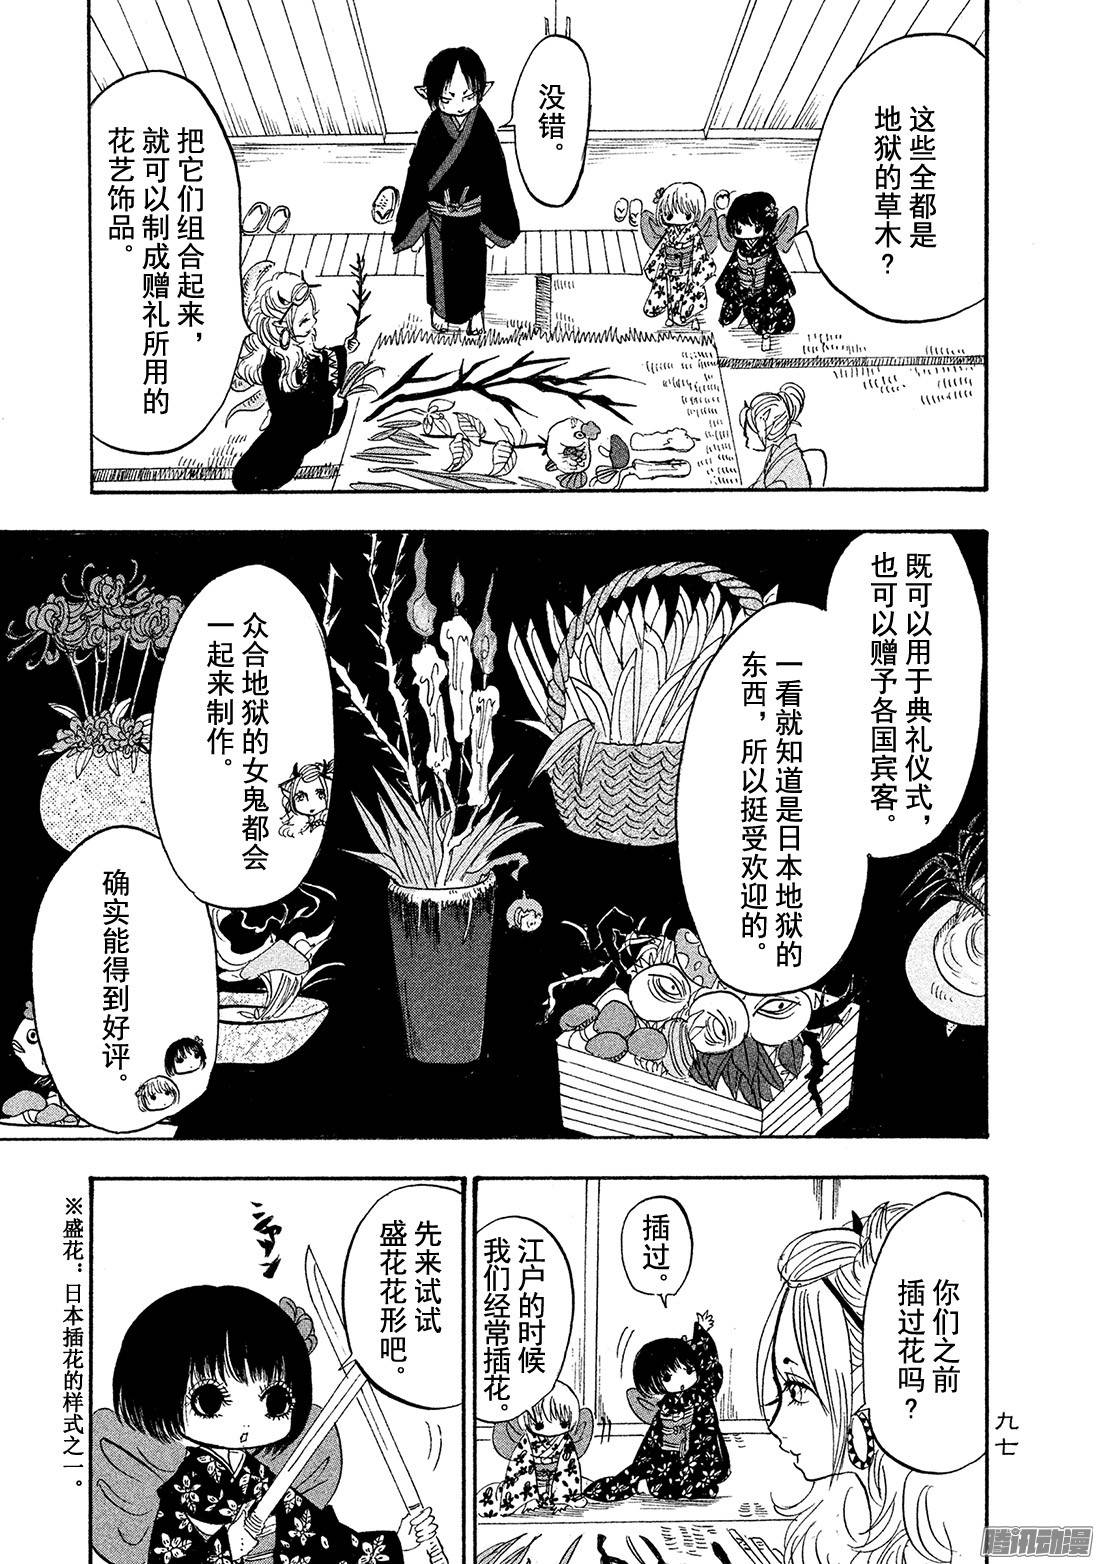 这些全都是
地狱的草木?
没错。
把它们组合起来,
就可以制成赠礼所用的
花艺饰品。
既可以用于典礼仪式,
也可以赠予各国宾客。
一看就知道是日本地狱的
东西,所以挺受欢迎的。
众合地狱的女鬼都会
一起来制作。
确实能得到好评。
你们之前
插过花吗?
插过。
江户的时候
我们经常插花。
先来试试
盛花花形吧。
※盛花:日本插花的样式之一。
九七
腾讯动漫